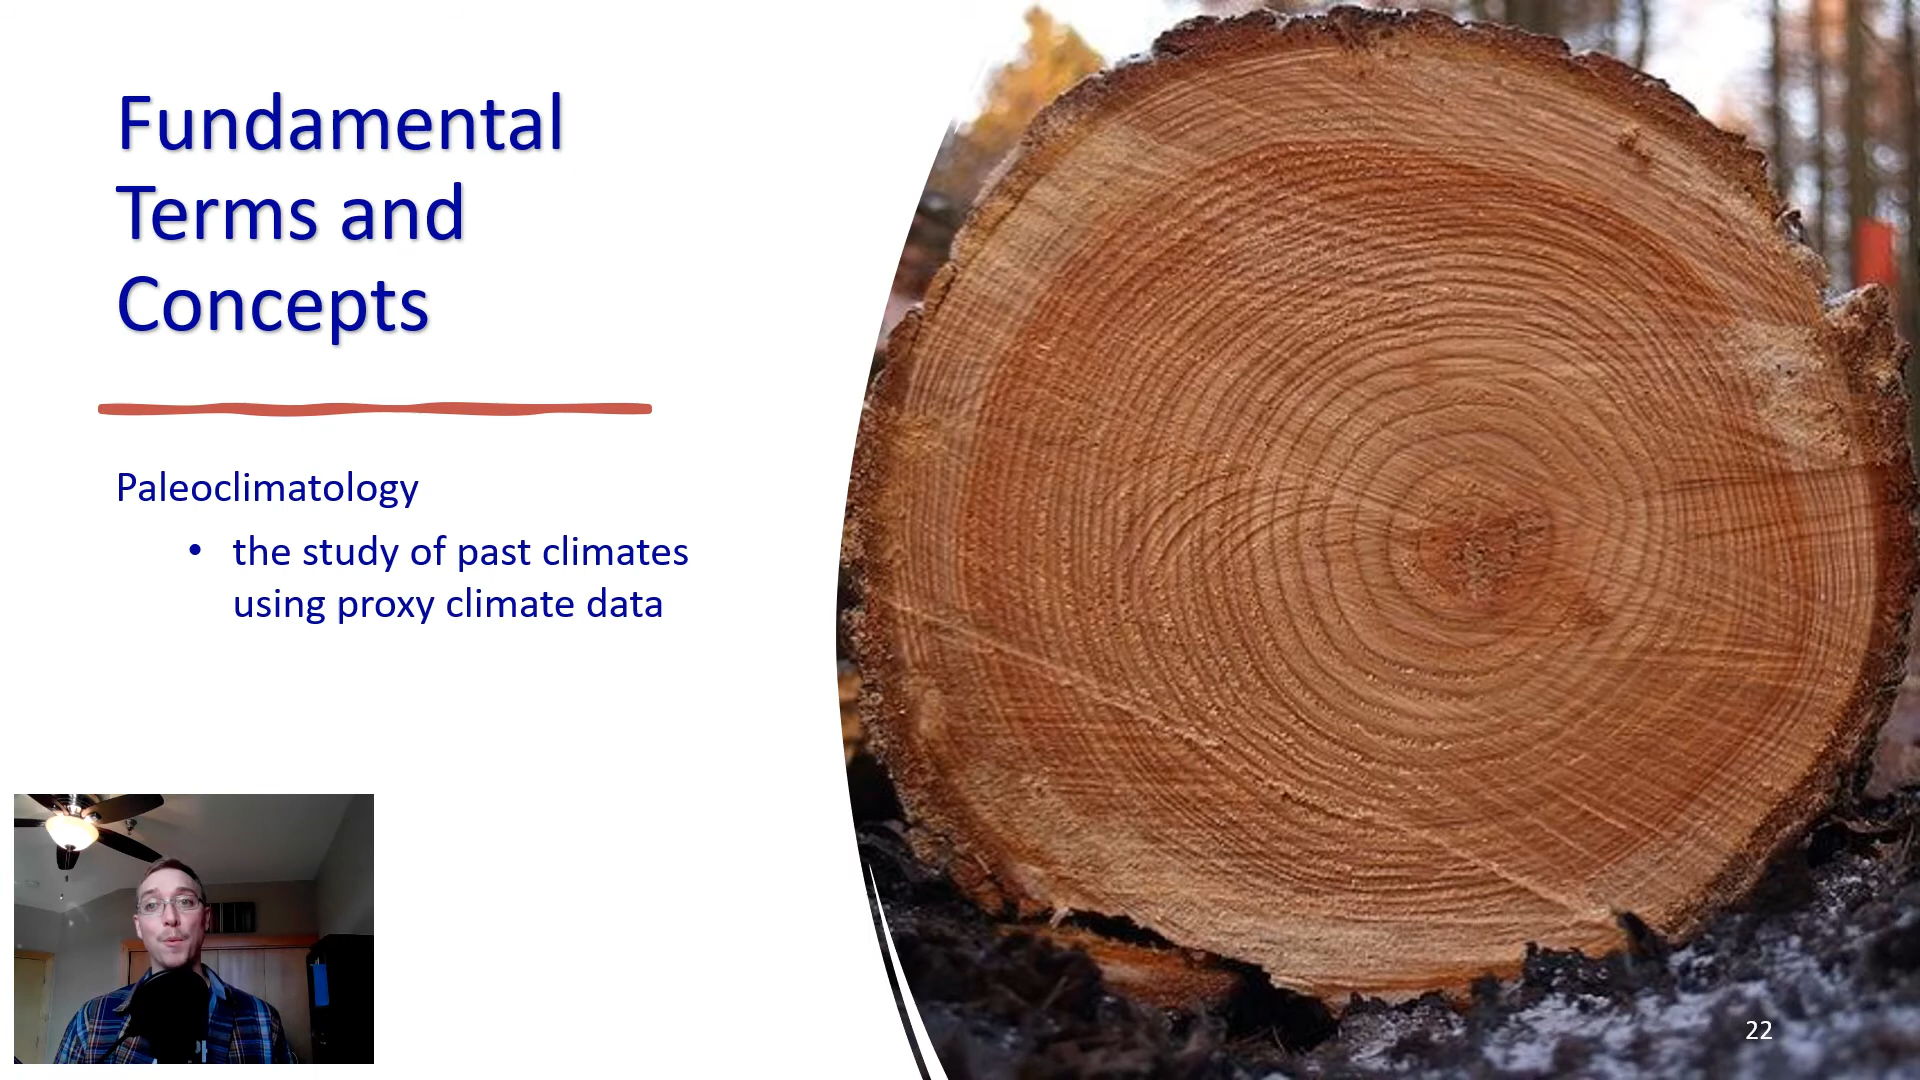 Fundamental
Terms and
Concepts
Paleoclimatology
• the study of past climates
using proxy climate data
22